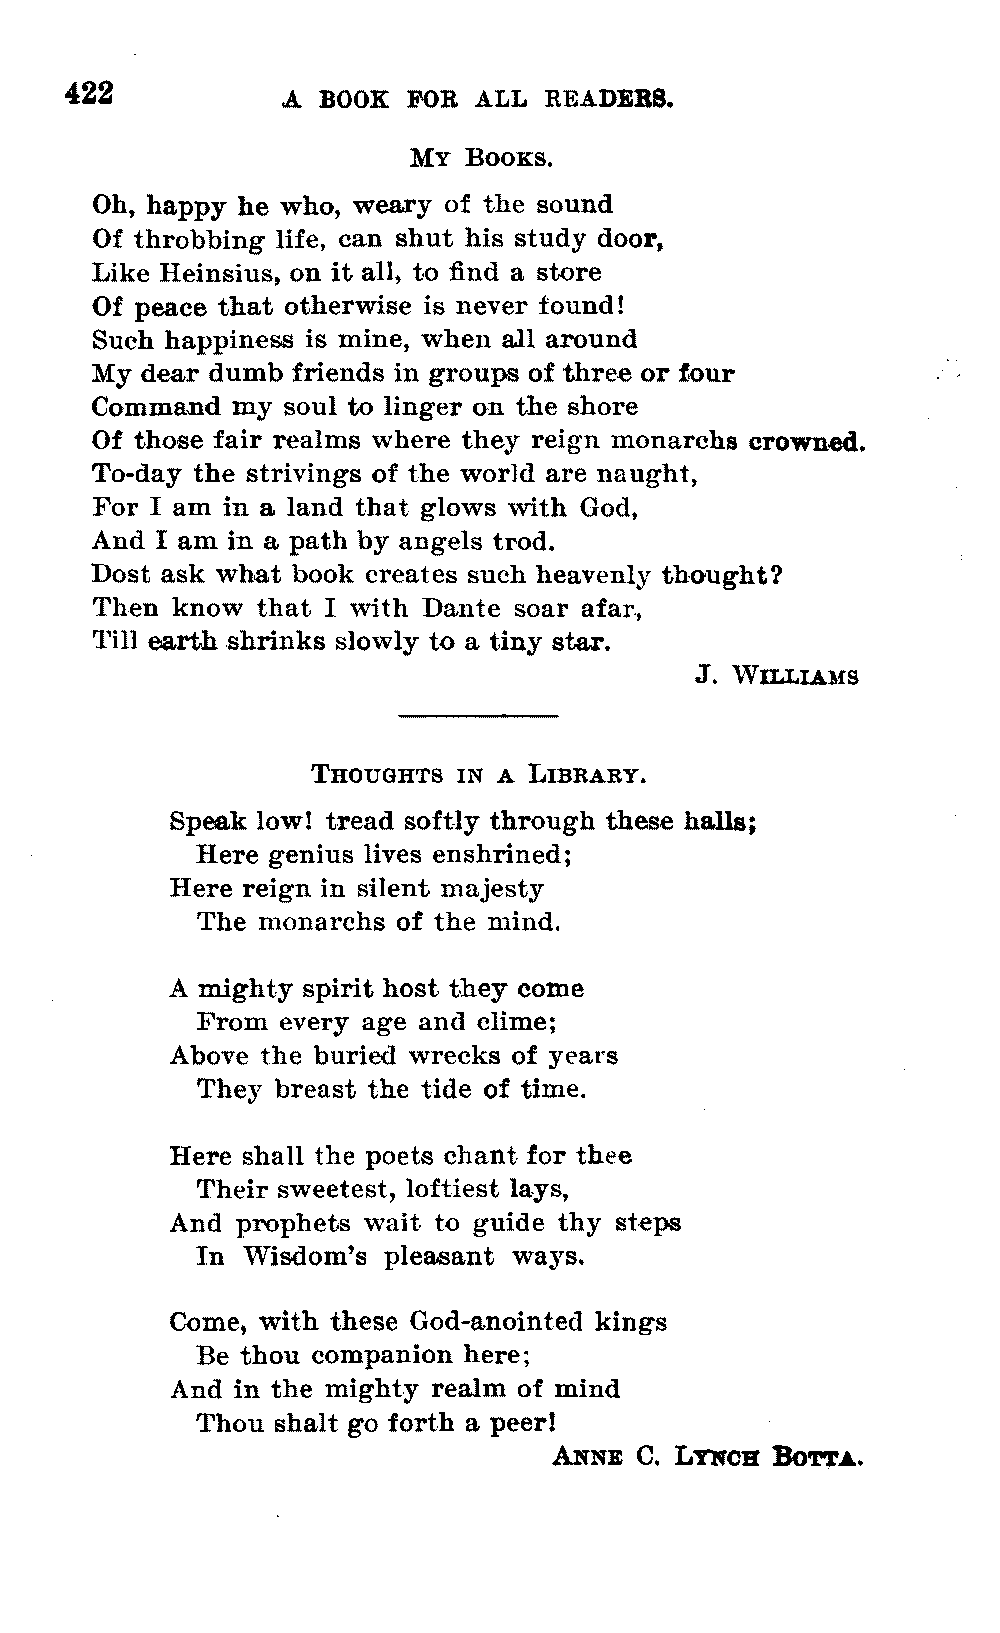 422
A BOOK FOR ALL READERS.
MY BOOKS.
Oh, happy he who, weary of the sound
Of throbbing life, can shut his study door,
Like Heinsius, on it all, to find a store
Of peace that otherwise is never found!
Such happiness is mine, when all around
My dear dumb friends in groups of three or four
Command my soul to linger on the shore
Of those fair realms where they reign monarchs crowned.
To-day the strivings of the world are naught,
For I am in a land that glows with God,
And I am in a path by angels trod.
Dost ask what book creates such heavenly thought?
Then know that I with Dante soar afar,
Till earth shrinks slowly to a tiny star.
J. WILLIAMS
THOUGHTS IN A LIBRARY.
Speak low! tread softly through these halls;
Here genius lives enshrined;
Here reign in silent majesty
The monarchs of the mind.
A mighty spirit host they come
From every age and clime;
Above the buried wrecks of years
They breast the tide of time.
Here shall the poets chant for thee
Their sweetest, loftiest lays,
And prophets wait to guide thy steps
In Wisdom's pleasant ways.
Come, with these God-anointed kings
Be thou companion here;
And in the mighty realm of mind
Thou shalt go forth a peer!
ANNE C. LYNCH BOTTA.